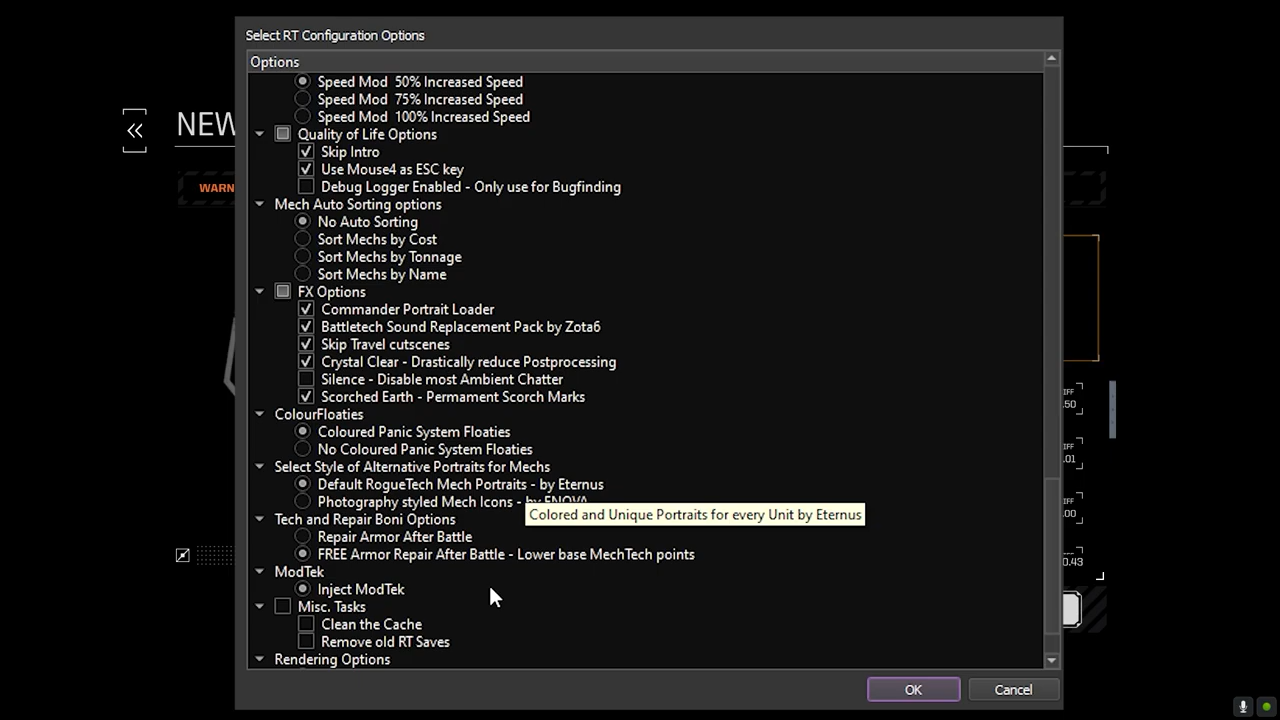 Select RT Configuration Options
Options
Speed Mod 50% Increased Speed
Speed Mod 75% Increased Speed
Speed Mod 100% Increased Speed
Quality of Life Options
Skip Intro
Use Mouse4 as ESC key
Debug Logger Enabled - Only use for Bugfinding
Mech Auto Sorting options
No Auto Sorting
Sort Mechs by Cost
Sort Mechs by Tonnage
Sort Mechs by Name
FX Options
Commander Portrait Loader
Battletech Sound Replacement Pack by Zota6
Skip Travel cutscenes
Crystal Clear - Drastically reduce Postprocessing
Silence - Disable most Ambient Chatter
Scorched Earth - Permament Scorch Marks
ColourFloaties
Coloured Panic System Floaties
No Coloured Panic System Floaties
Select Style of Alternative Portraits for Mechs
Default RogueTech Mech Portraits - by Eternus
Photography styled Mech Icons - by ENOVA
Colored and Unique Portraits for every Unit by Eternus
Tech and Repair Boni Options
Repair Armor After Battle
FREE Armor Repair After Battle - Lower base MechTech points
ModTek
Inject ModTek
Misc. Tasks
Clean the Cache
Remove old RT Saves
Rendering Options
OK
Cancel
NEW
WARN
.50
.01
.00
0.43